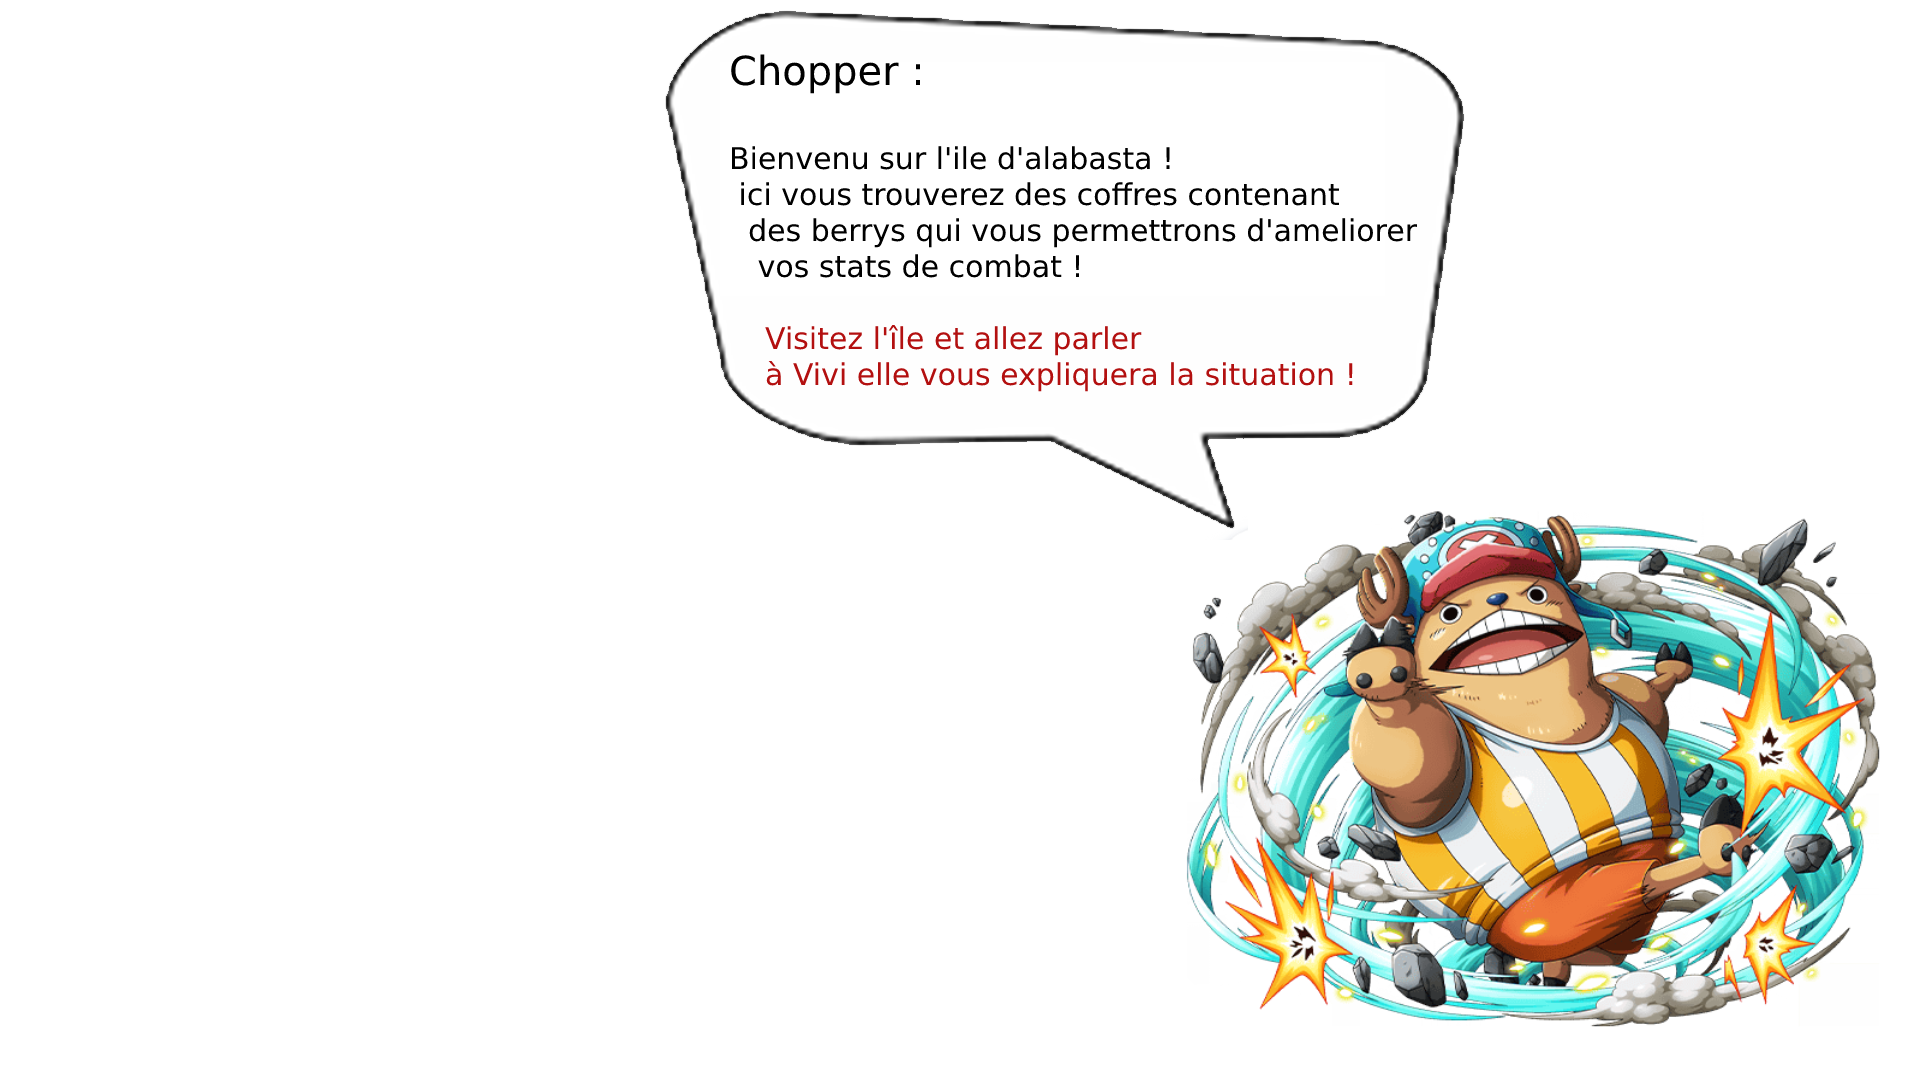 Chopper :
Bienvenu sur l'ile d'alabasta !
ici vous trouverez des coffres contenant
des berrys qui vous permettrons d'ameliorer
vos stats de combat !
Visitez l'île et allez parler
à Vivi elle vous expliquera la situation !